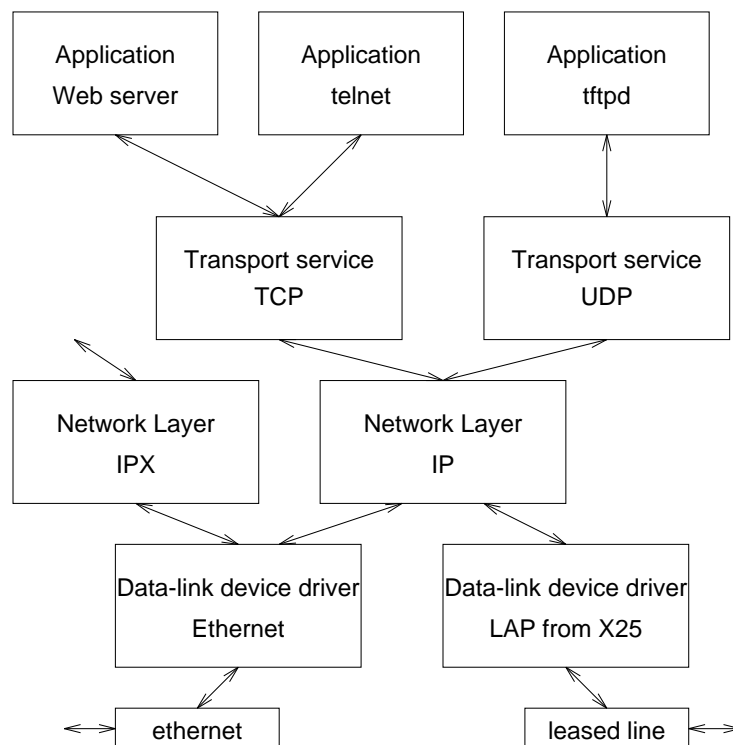 Application
Web server
Application
telnet
Application
tftpd
Transport service
TCP
Transport service
UDP
Network Layer
IPX
Network Layer
IP
Data-link device driver
Ethernet
Data-link device driver
LAP from X25
ethernet
leased line